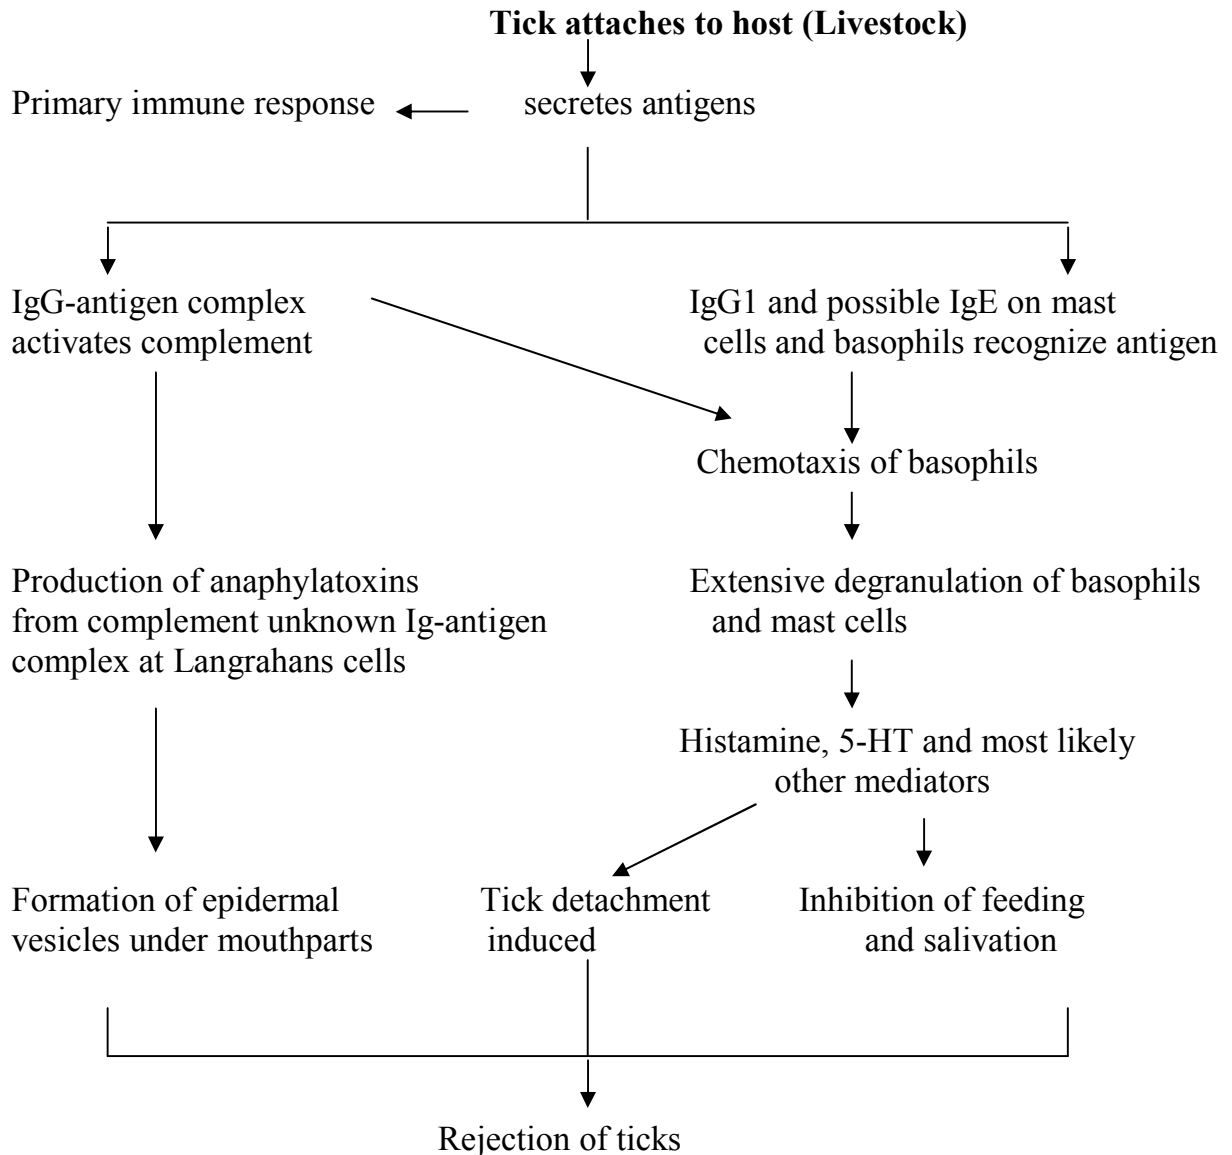 Tick attaches to host (Livestock)
Primary immune response
secretes antigens
IgG-antigen complex
activates complement
IgG1 and possible IgE on mast
cells and basophils recognize antigen
Chemotaxis of basophils
Production of anaphylatoxins
from complement unknown Ig-antigen
complex at Langrahans cells
Extensive degranulation of basophils
and mast cells
Histamine, 5-HT and most likely
other mediators
Formation of epidermal
vesicles under mouthparts
Tick detachment
induced
Inhibition of feeding
and salivation
Rejection of ticks